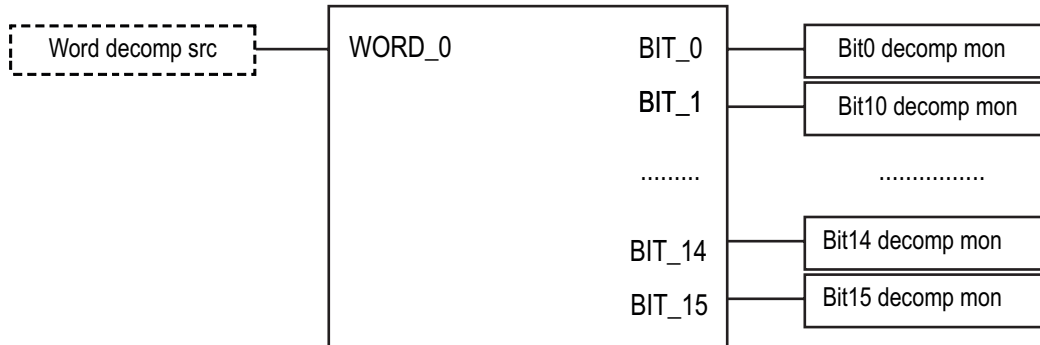 Word decomp src
WORD_0
BIT_0
Bit0 decomp mon
BIT_1
Bit10 decomp mon
.........
................
BIT_14
Bit14 decomp mon
BIT_15
Bit15 decomp mon